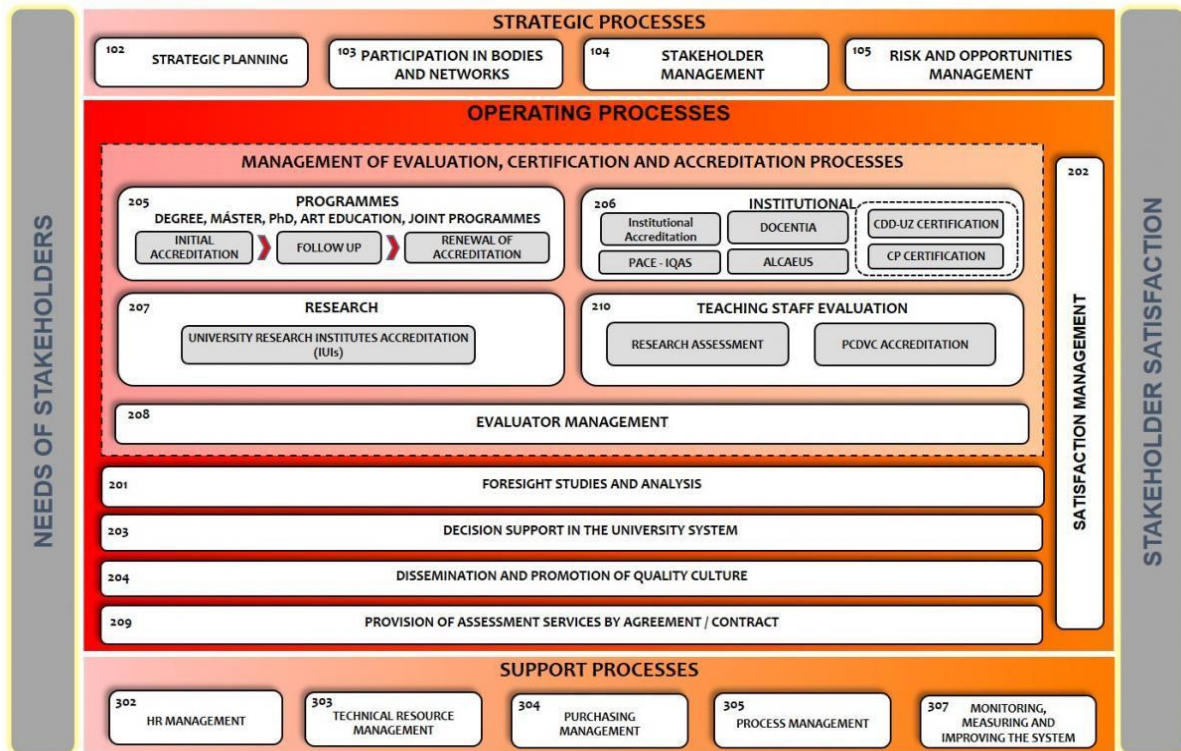 NEEDS OF STAKEHOLDERS
STRATEGIC PROCESSES
102
STRATEGIC PLANNING
103 PARTICIPATION IN BODIES
AND NETWORKS
104
STAKEHOLDER
MANAGEMENT
105
RISK AND OPPORTUNITIES
MANAGEMENT
OPERATING PROCESSES
MANAGEMENT OF EVALUATION, CERTIFICATION AND ACCREDITATION PROCESSES
205
PROGRAMMES
DEGREE, MÁSTER, PhD, ART EDUCATION, JOINT PROGRAMMES
INITIAL
ACCREDITATION
FOLLOW UP
RENEWAL OF
ACCREDITATION
206
INSTITUTIONAL
Institutional
Accreditation
DOCENTIA
CDD-UZ CERTIFICATION
PACE - IQAS
ALCAEUS
CP CERTIFICATION
207
RESEARCH
UNIVERSITY RESEARCH INSTITUTES ACCREDITATION
(IUIs)
210
TEACHING STAFF EVALUATION
RESEARCH ASSESSMENT
PCDVC ACCREDITATION
208
EVALUATOR MANAGEMENT
201
FORESIGHT STUDIES AND ANALYSIS
203
DECISION SUPPORT IN THE UNIVERSITY SYSTEM
204
DISSEMINATION AND PROMOTION OF QUALITY CULTURE
209
PROVISION OF ASSESSMENT SERVICES BY AGREEMENT / CONTRACT
202
SATISFACTION MANAGEMENT
SUPPORT PROCESSES
302
HR MANAGEMENT
303
TECHNICAL RESOURCE
MANAGEMENT
304
PURCHASING
MANAGEMENT
305
PROCESS MANAGEMENT
307
MONITORING,
MEASURING AND
IMPROVING THE SYSTEM
STAKEHOLDER SATISFACTION